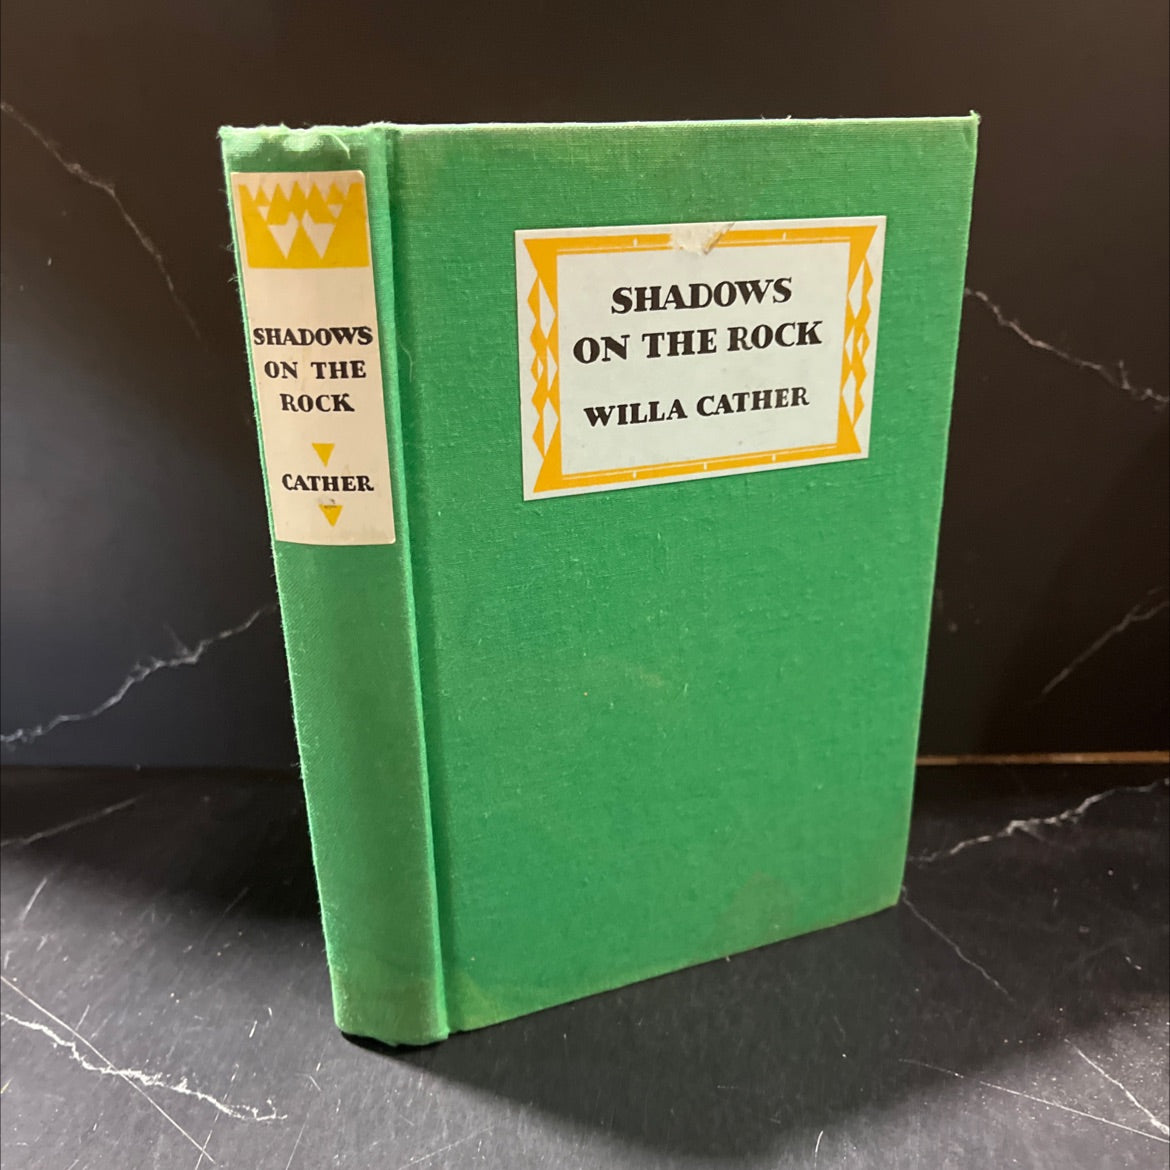 SHADOWS
ON THE
ROCK
CATHER
SHADOWS
ON THE ROCK
WILLA CATHER